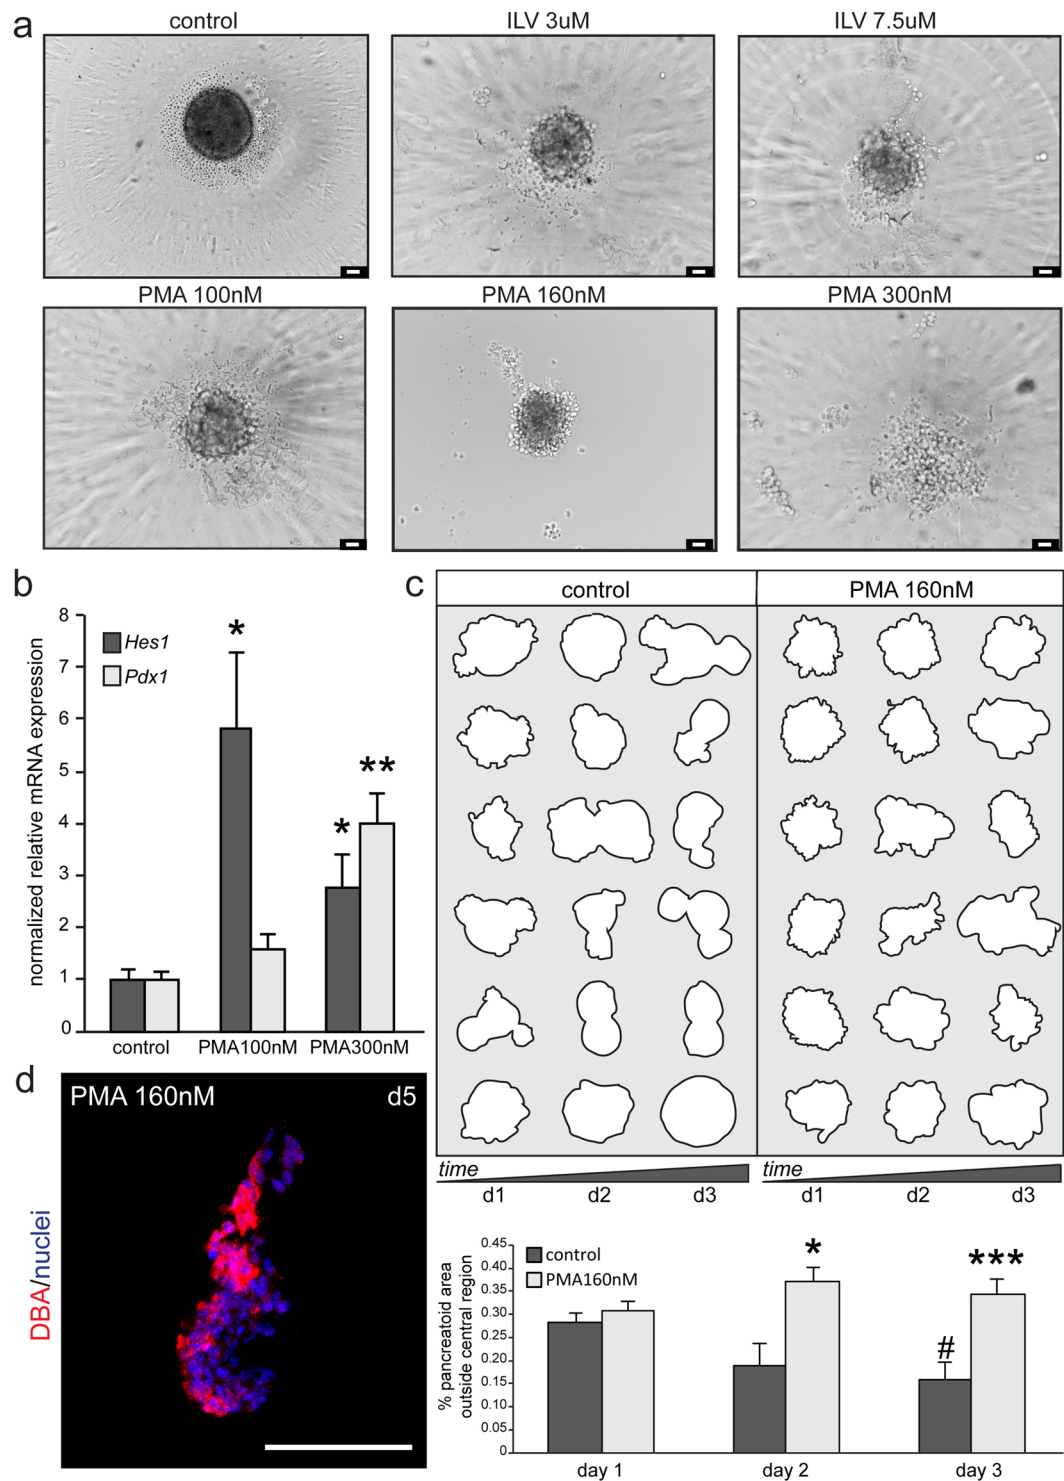 a
control
ILV 3uM
ILV 7.5uM
PMA 100nM
PMA 160nM
PMA 300nM
b
normalized relative mRNA expression
8
7
6
5
4
3
2
1
0
Hes1
Pdx1
*
*
**
control
PMA100nM
PMA300nM
c
control
PMA 160nM
time
d1
d2
d3
time
d1
d2
d3
d
PMA 160nM
d5
DBA/nuclei
% pancreatoid area
outside central region
0.45
0.40
0.35
0.30
0.25
0.20
0.15
0.10
0.05
0
control
PMA160nM
*
#
***
day 1
day 2
day 3